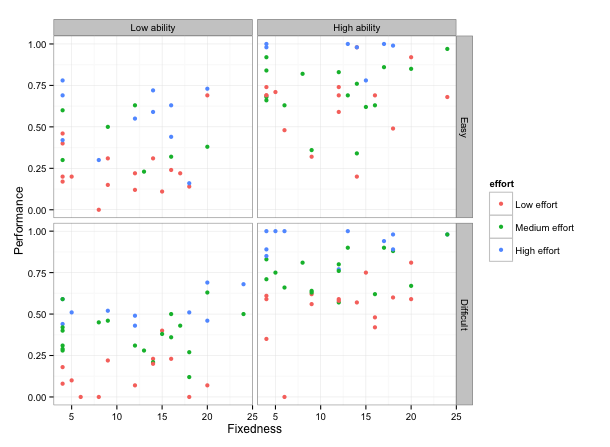 Low ability High ability
1.00
0.75
0.50
0.25
0.00
Easy
1.00
0.75
0.50
0.25
0.00
Difficult
5 10 15 20 25 5 10 15 20 25
Fixedness
Performance
effort
Low effort
Medium effort
High effort